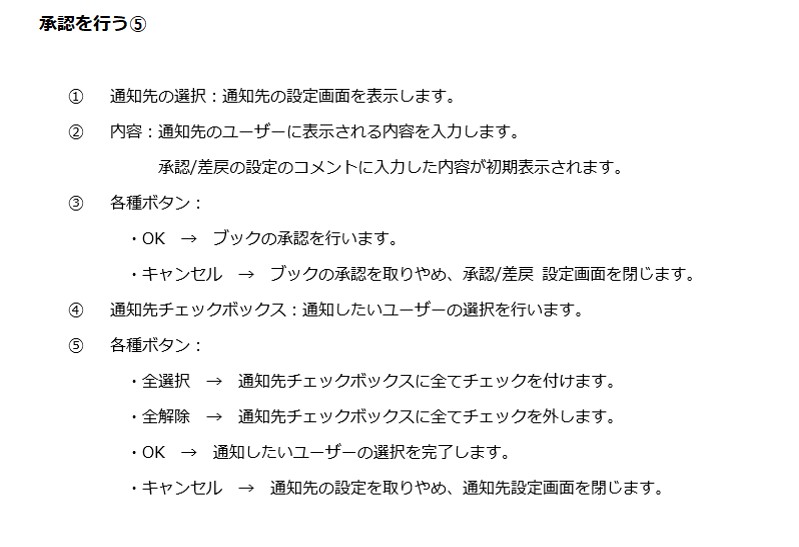 承認を行う⑤
① 通知先の選択：通知先の設定画面を表示します。
② 内容：通知先のユーザーに表示される内容を入力します。
承認/差戻の設定のコメントに入力した内容が初期表示されます。
③ 各種ボタン：
・OK → ブックの承認を行います。
・キャンセル → ブックの承認を取りやめ、承認/差戻 設定画面を閉じます。
④ 通知先チェックボックス：通知したいユーザーの選択を行います。
⑤ 各種ボタン：
・全選択 → 通知先チェックボックスに全てチェックを付けます。
・全解除 → 通知先チェックボックスに全てチェックを外します。
・OK → 通知したいユーザーの選択を完了します。
・キャンセル → 通知先の設定を取りやめ、通知先設定画面を閉じます。